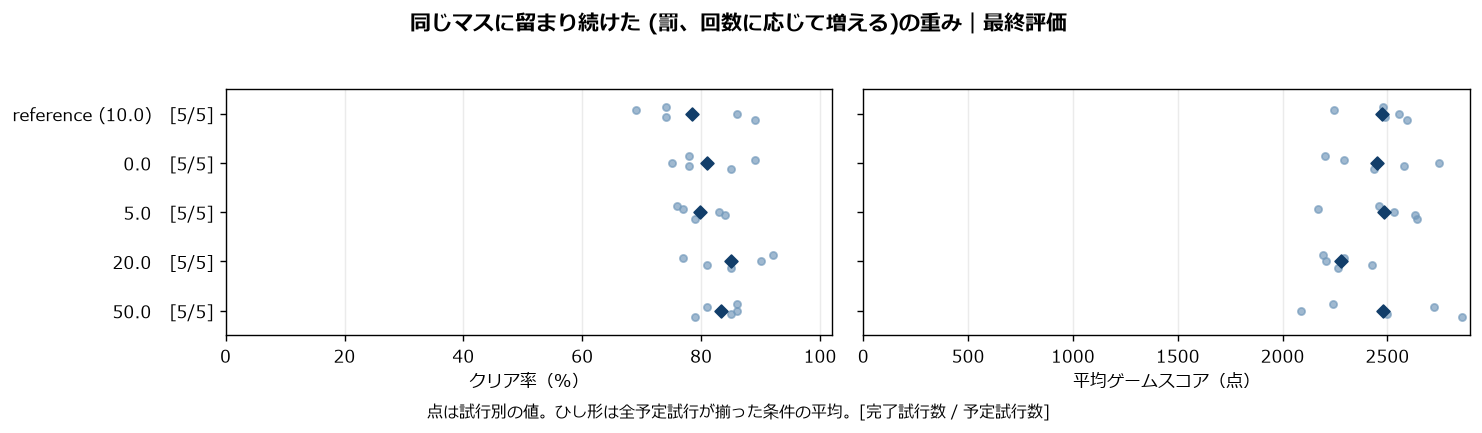 同じマスに留まり続けた (罰、回数に応じて増える)の重み｜最終評価
reference (10.0) [5/5]
0.0 [5/5]
5.0 [5/5]
20.0 [5/5]
50.0 [5/5]
0 20 40 60 80 100
クリア率（%）
0 500 1000 1500 2000 2500
平均ゲームスコア（点）
点は試行別の値。ひし形は全予定試行が揃った条件の平均。[完了試行数 / 予定試行数]